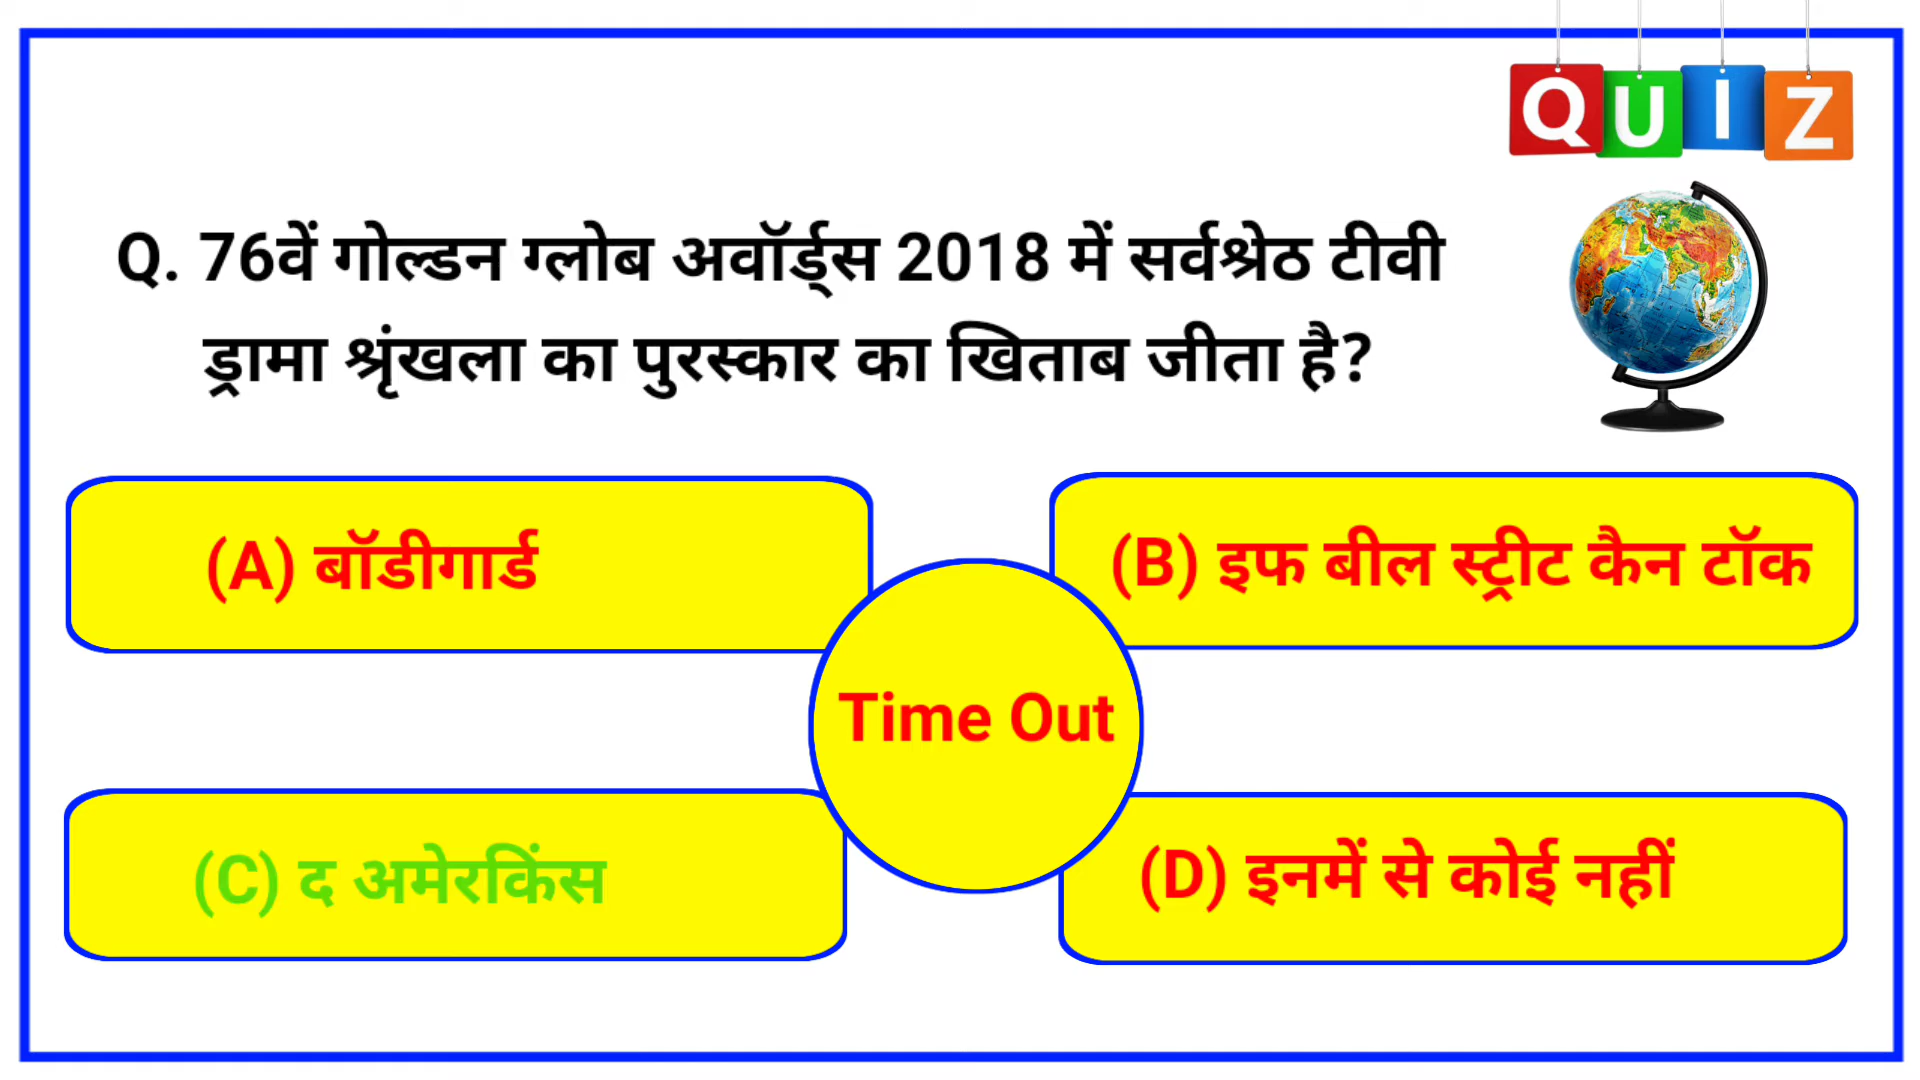 QUIZ
Q. 76वें गोल्डन ग्लोब अवॉर्ड्स 2018 में सर्वश्रेठ टीवी
ड्रामा श्रृंखला का पुरस्कार का खिताब जीता है?
(A) बॉडीगार्ड
(B) इफ बील स्ट्रीट कैन टॉक
Time Out
(C) द अमेरकिंस
(D) इनमें से कोई नहीं